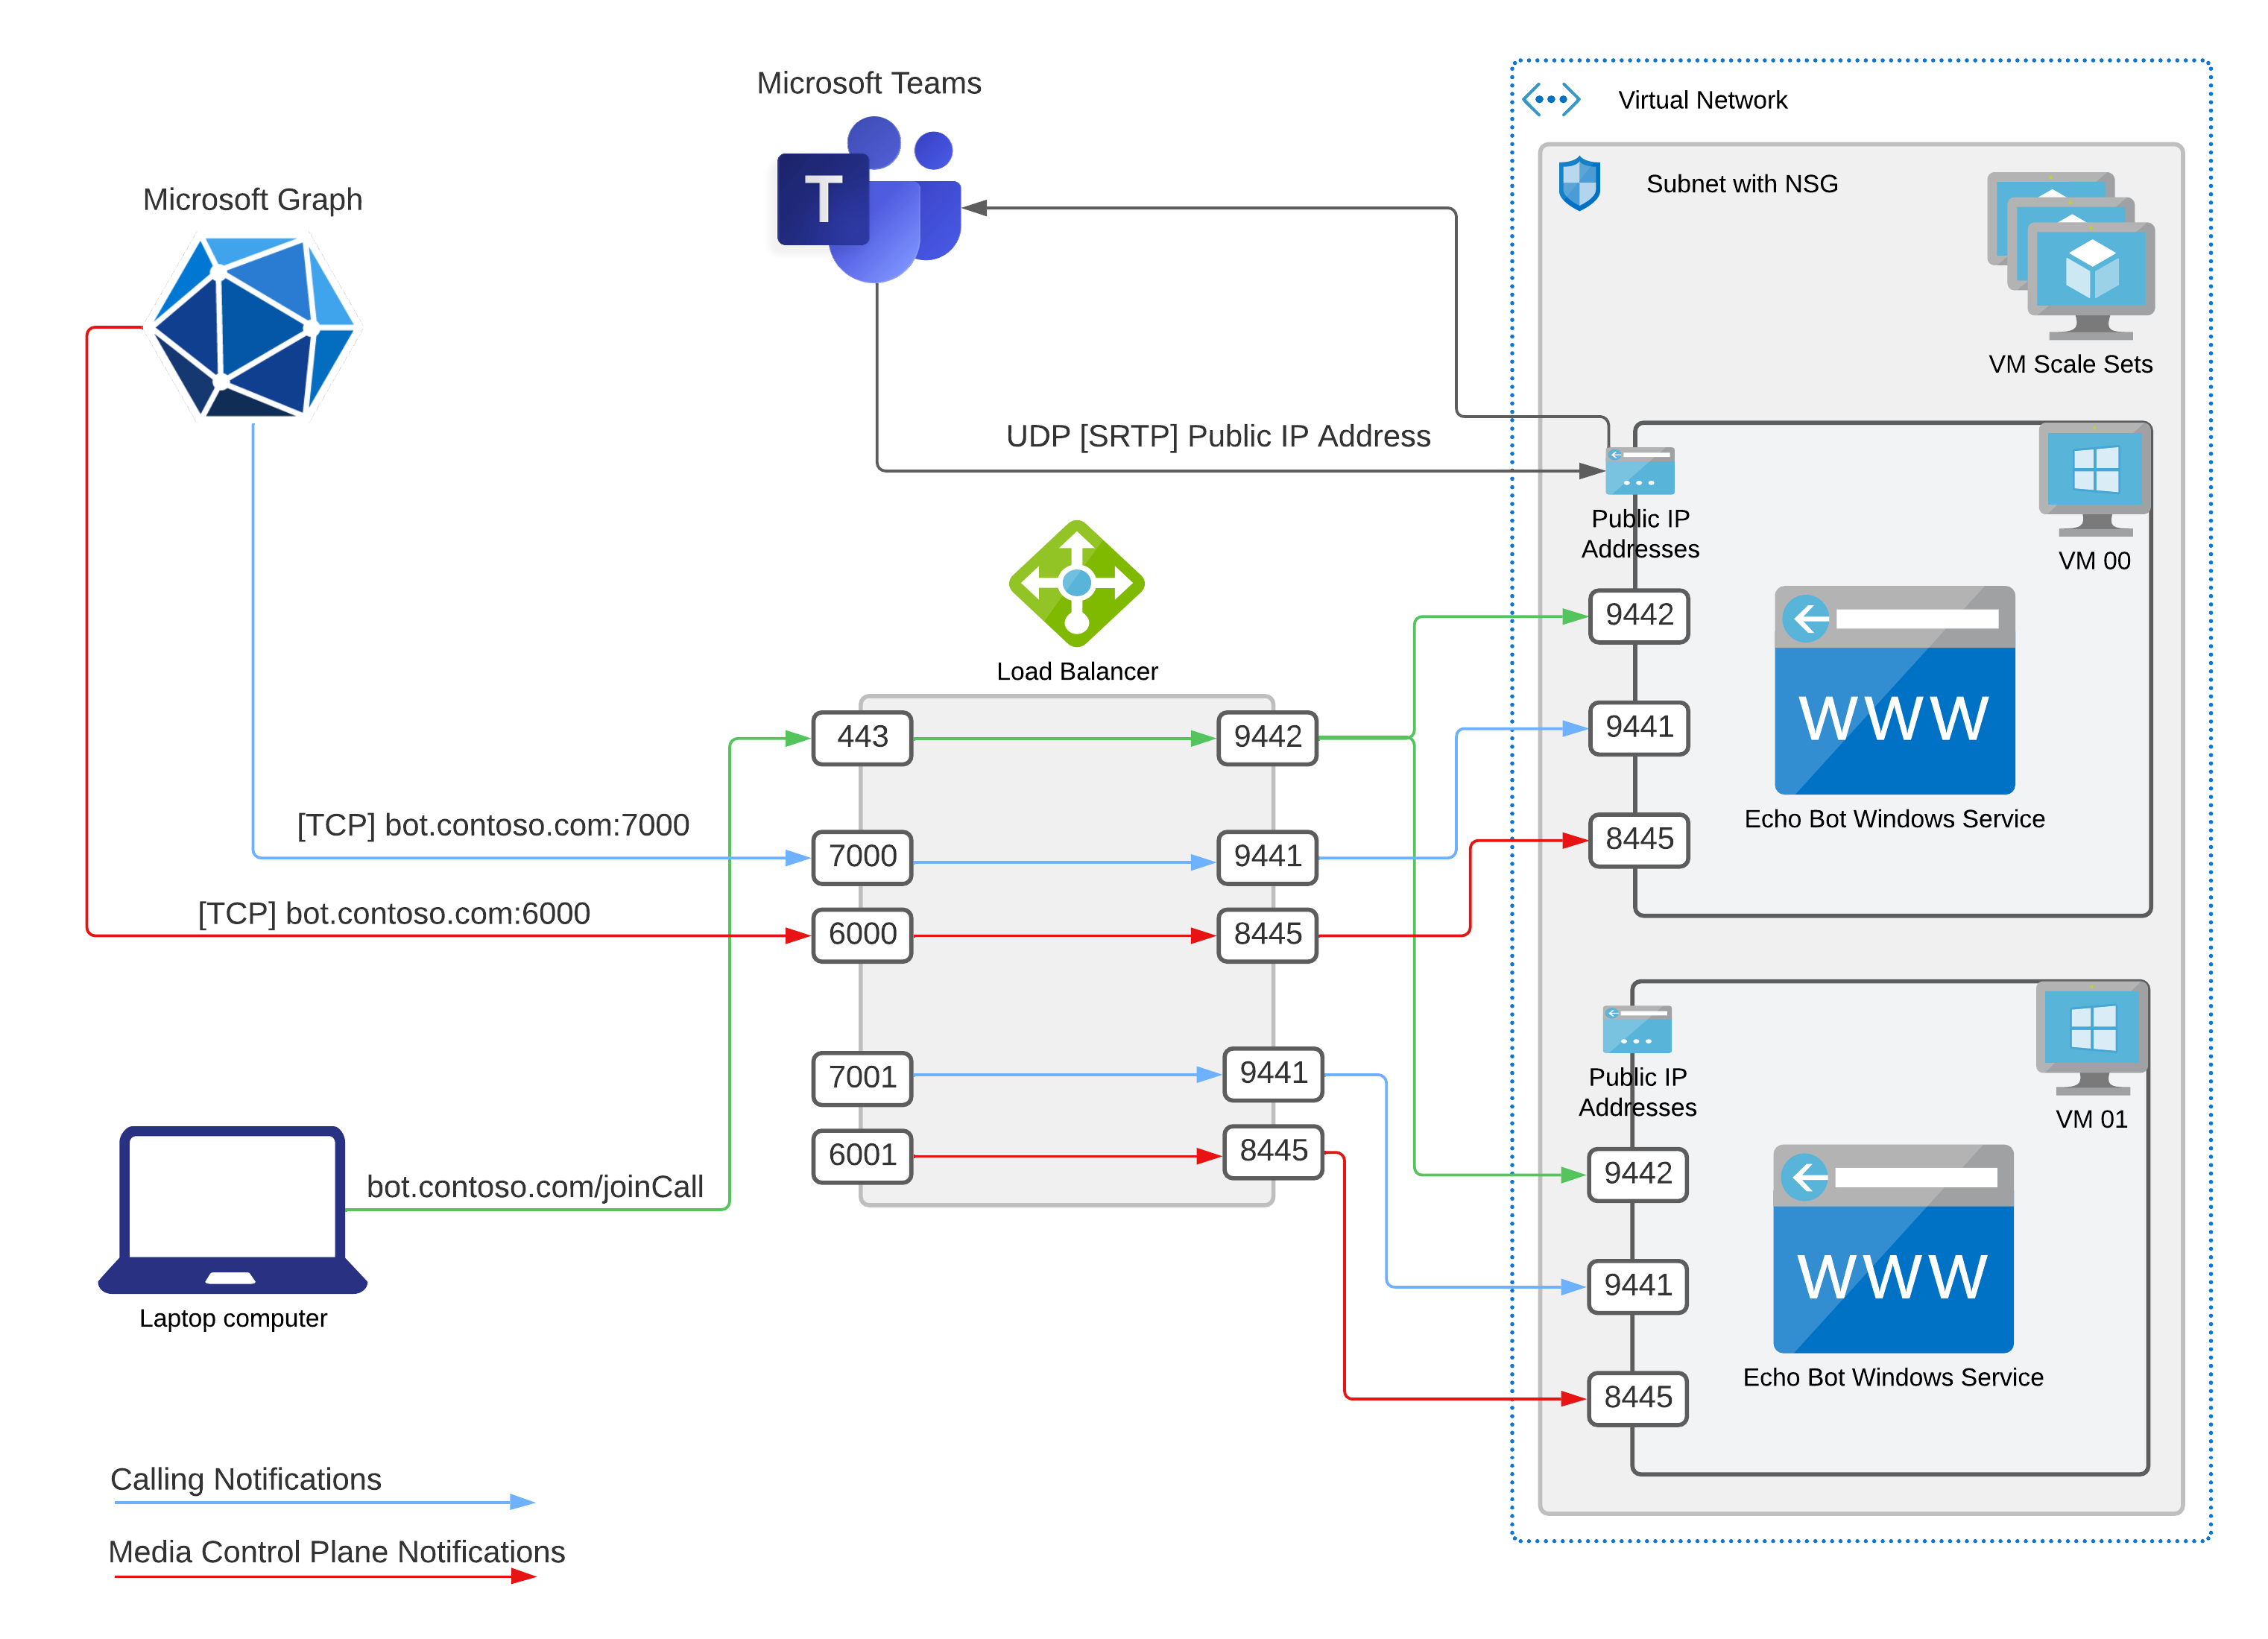 Microsoft Teams
T
Microsoft Graph
Virtual Network
Subnet with NSG
VM Scale Sets
UDP [SRTP] Public IP Address
Public IP
Addresses
VM 00
9442
9441
8445
WWW
Echo Bot Windows Service
Load Balancer
443
9442
7000
9441
6000
8445
7001
9441
6001
8445
[TCP] bot.contoso.com:7000
[TCP] bot.contoso.com:6000
bot.contoso.com/joinCall
Laptop computer
Public IP
Addresses
VM 01
9442
9441
8445
WWW
Echo Bot Windows Service
Calling Notifications
Media Control Plane Notifications